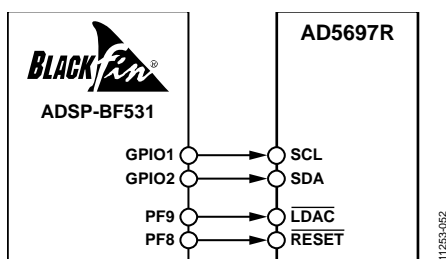 AD5697R
BLACKfin®
ADSP-BF531
GPIO1 SCL
GPIO2 SDA
PF9 LDAC
PF8 RESET
11253-052